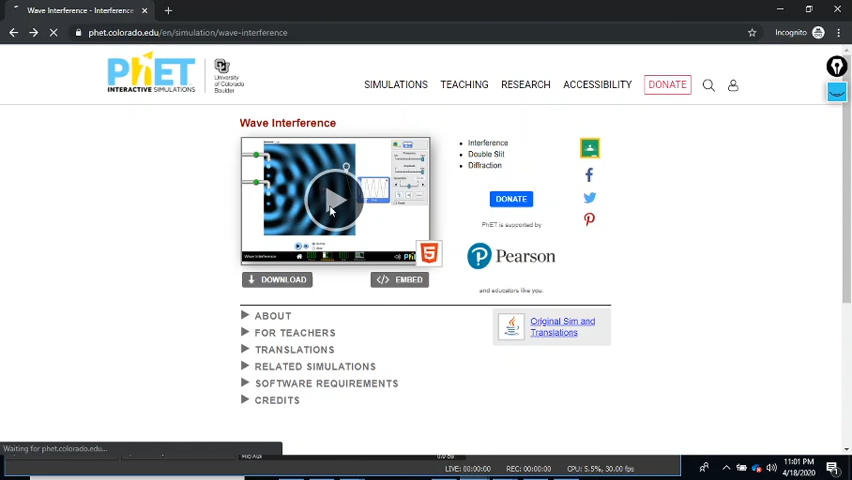 Wave Interference - Interference
phet.colorado.edu/en/simulation/wave-interference
Incognito
PhET
INTERACTIVE SIMULATIONS
University of
Colorado
Boulder
SIMULATIONS
TEACHING
RESEARCH
ACCESSIBILITY
DONATE
Wave Interference
Interference
Double Slit
Diffraction
DONATE
PhET is supported by
Pearson
and educators like you.
Wave Interference
5
DOWNLOAD
</> EMBED
ABOUT
FOR TEACHERS
TRANSLATIONS
RELATED SIMULATIONS
SOFTWARE REQUIREMENTS
CREDITS
Original Sim and
Translations
Waiting for phet.colorado.edu...
LIVE: 00:00:00
REC: 00:00:00
CPU: 5.5%, 30.00 fps
11:01 PM
4/18/2020